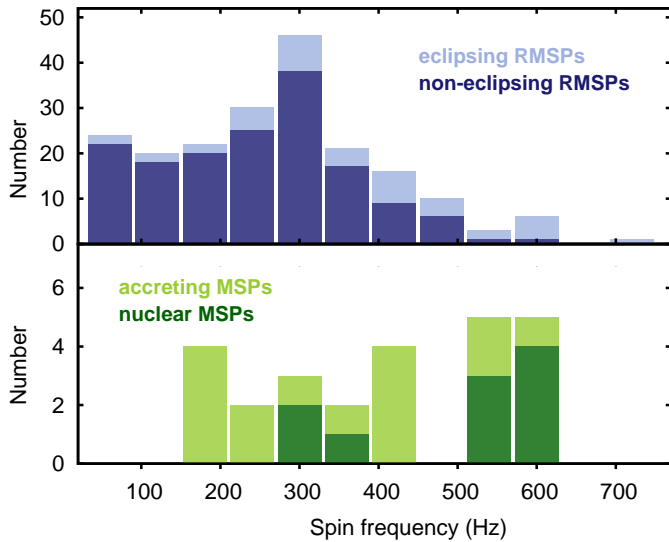 50
40
30
20
10
0
Number
eclipsing RMSPs
non-eclipsing RMSPs
6
4
2
0
Number
accreting MSPs
nuclear MSPs
100 200 300 400 500 600 700
Spin frequency (Hz)